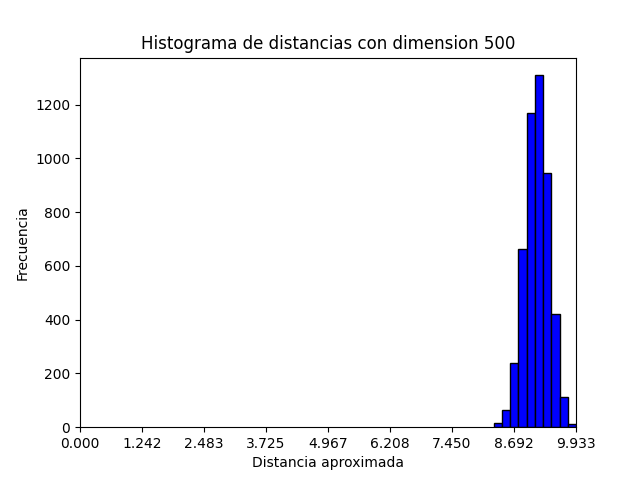 Histograma de distancias con dimension 500
Frecuencia
1200
1000
800
600
400
200
0
0.000 1.242 2.483 3.725 4.967 6.208 7.450 8.692 9.933
Distancia aproximada